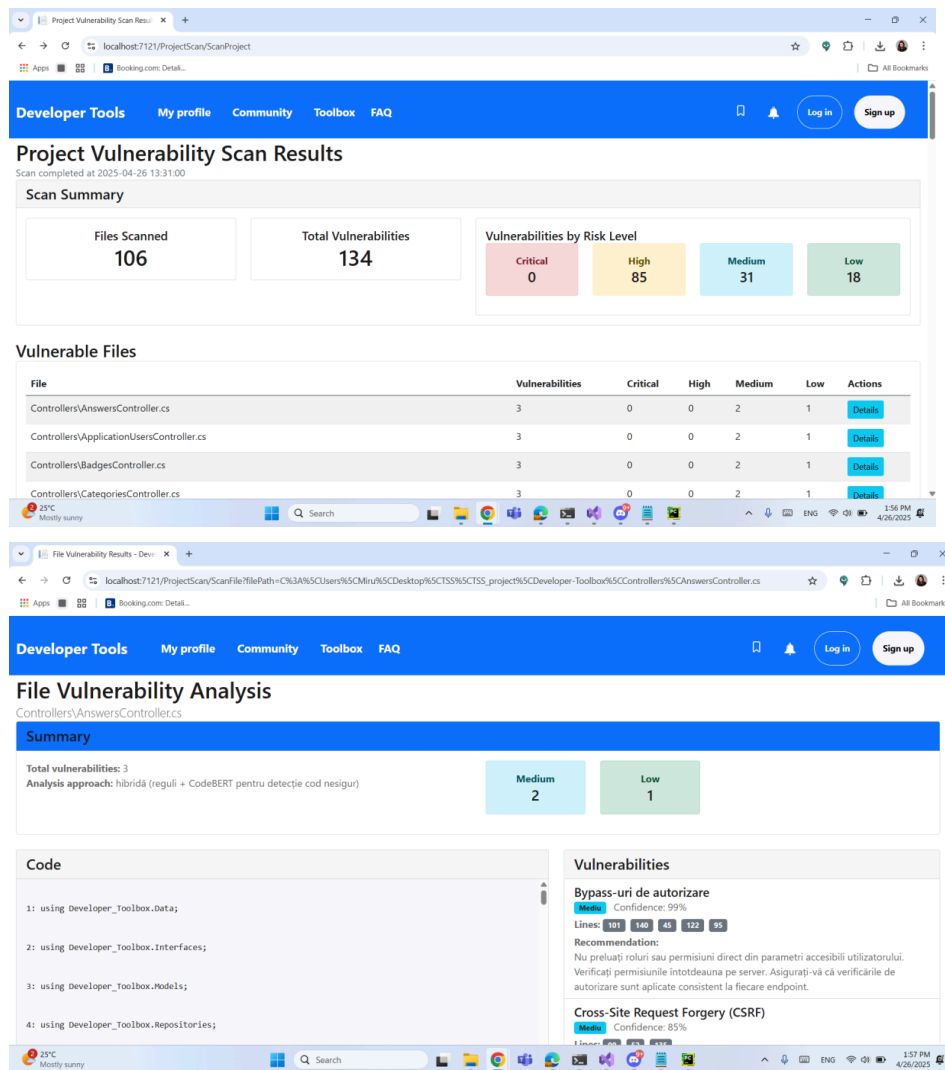 Project Vulnerability Scan Resul
localhost:7121/ProjectScan/ScanProject
Apps
Booking.com: Detali...
All Bookmarks
Developer Tools My profile Community Toolbox FAQ Log in Sign up
Project Vulnerability Scan Results
Scan completed at 2025-04-26 13:31:00
Scan Summary
Files Scanned
106
Total Vulnerabilities
134
Vulnerabilities by Risk Level
Critical
0
High
85
Medium
31
Low
18
Vulnerable Files
File Vulnerabilities Critical High Medium Low Actions
Controllers\AnswersController.cs 3 0 0 2 1 Details
Controllers\ApplicationUsersController.cs 3 0 0 2 1 Details
Controllers\BadgesController.cs 3 0 0 2 1 Details
Controllers\CategoriesController.cs 3 0 0 2 1 Details
25°C
Mostly sunny
Search
ENG
1:56 PM
4/26/2025
File Vulnerability Results - Deve
localhost:7121/ProjectScan/ScanFile?filePath=C%3A%5CUsers%5CMiru%5CDesktop%5CTSS%5CTSS_project%5CDeveloper-Toolbox%5CControllers%5CAnswersController.cs
Apps
Booking.com: Detali...
All Bookmark
Developer Tools My profile Community Toolbox FAQ Log in Sign up
File Vulnerability Analysis
Controllers\AnswersController.cs
Summary
Total vulnerabilities: 3
Analysis approach: hibridă (reguli + CodeBERT pentru detecție cod nesigur)
Medium
2
Low
1
Code
1: using Developer_Toolbox.Data;
2: using Developer_Toolbox.Interfaces;
3: using Developer_Toolbox.Models;
4: using Developer_Toolbox.Repositories;
Vulnerabilities
Bypass-uri de autorizare
Mediu Confidence: 99%
Lines: 101 140 45 122 95
Recommendation:
Nu preluați roluri sau permisiuni direct din parametri accesibili utilizatorului.
Verificați permisiunile întotdeauna pe server. Asigurați-vă că verificările de
autorizare sunt aplicate consistent la fiecare endpoint.
Cross-Site Request Forgery (CSRF)
Mediu Confidence: 85%
Lines:
25°C
Mostly sunny
Search
ENG
1:57 PM
4/26/2025